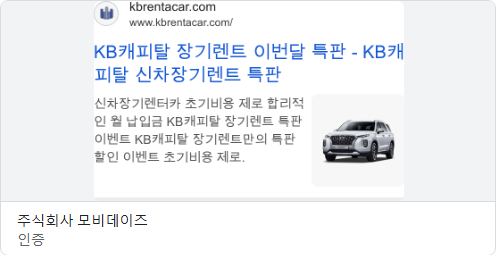 kbrentacar.com
www.kbrentacar.com/
KB캐피탈 장기렌트 이번달 특판 - KB캐
피탈 신차장기렌트 특판
신차장기렌터카 초기비용 제로 합리적
인 월 납입금 KB캐피탈 장기렌트 특판
이벤트 KB캐피탈 장기렌트만의 특판
할인 이벤트 초기비용 제로.
주식회사 모비데이즈
인증